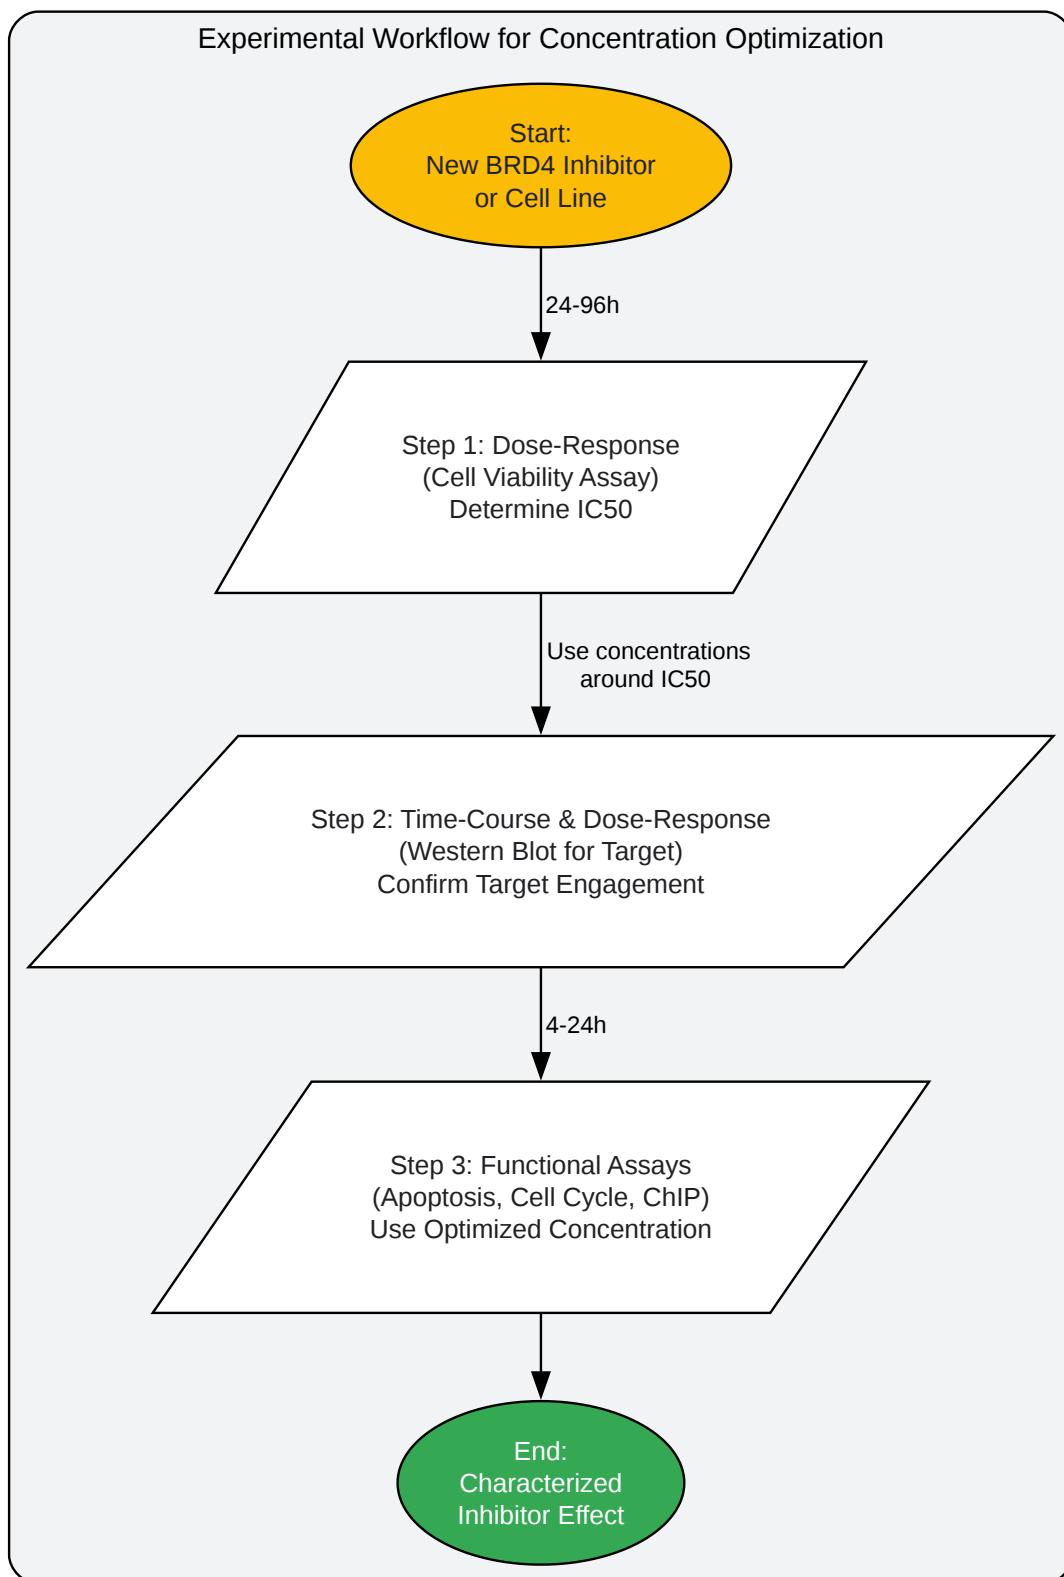 Experimental Workflow for Concentration Optimization
Start:
New BRD4 Inhibitor
or Cell Line
24-96h
Step 1: Dose-Response
(Cell Viability Assay)
Determine IC50
Use concentrations
around IC50
Step 2: Time-Course & Dose-Response
(Western Blot for Target)
Confirm Target Engagement
4-24h
Step 3: Functional Assays
(Apoptosis, Cell Cycle, ChIP)
Use Optimized Concentration
End:
Characterized
Inhibitor Effect